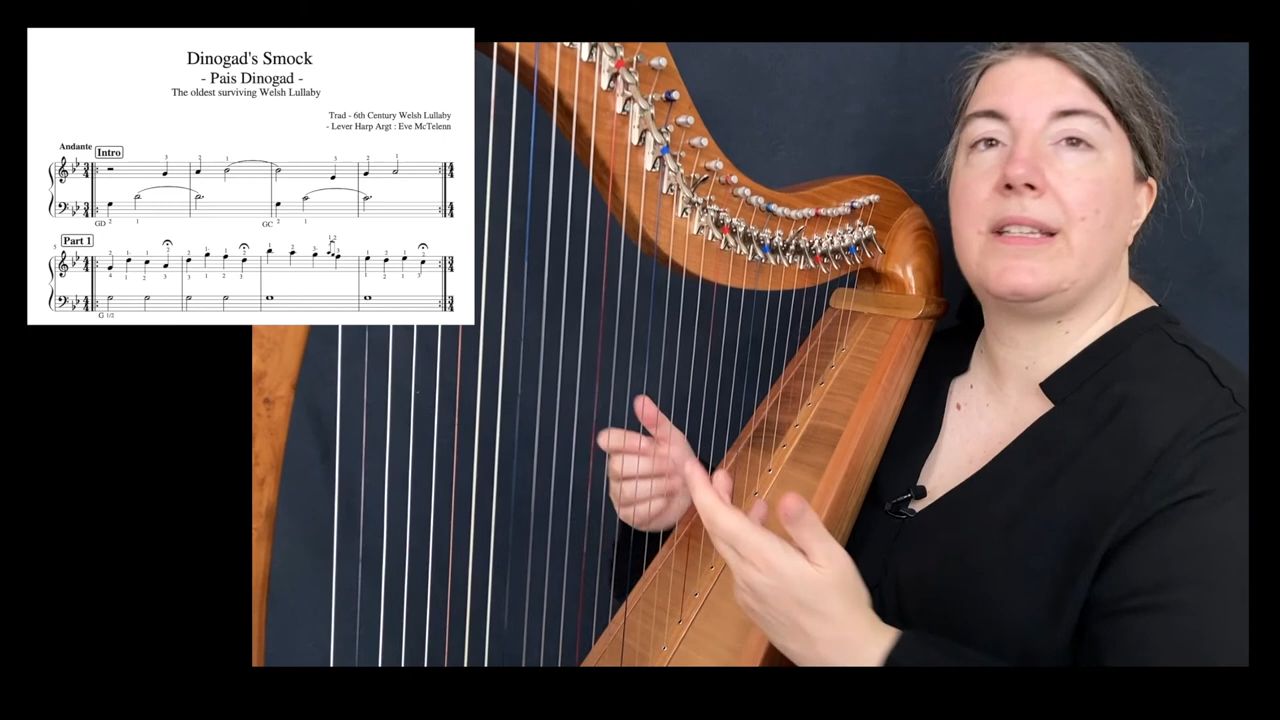 Dinogad's Smock
- Pais Dinogad -
The oldest surviving Welsh Lullaby
Trad - 6th Century Welsh Lullaby
- Lever Harp Argt : Eve McTelenn
Andante
Intro
GD
GC
Part 1
G 1/2